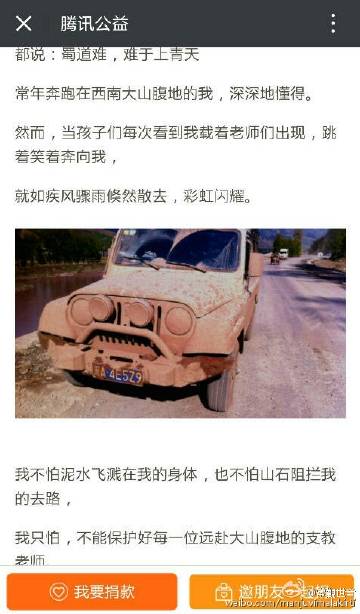 腾讯公益
都说：蜀道难，难于上青天
常年奔跑在西南大山腹地的我，深深地懂得。
然而，当孩子们每次看到我载着老师们出现，跳
着笑着奔向我，
就如疾风骤雨倏然散去，彩虹闪耀。
4E5Z9
我不怕泥水飞溅在我的身体，也不怕山石阻拦我
的去路，
我只怕，不能保护好每一位远赴大山腹地的支教
老师
我要捐款
邀朋友一起捐